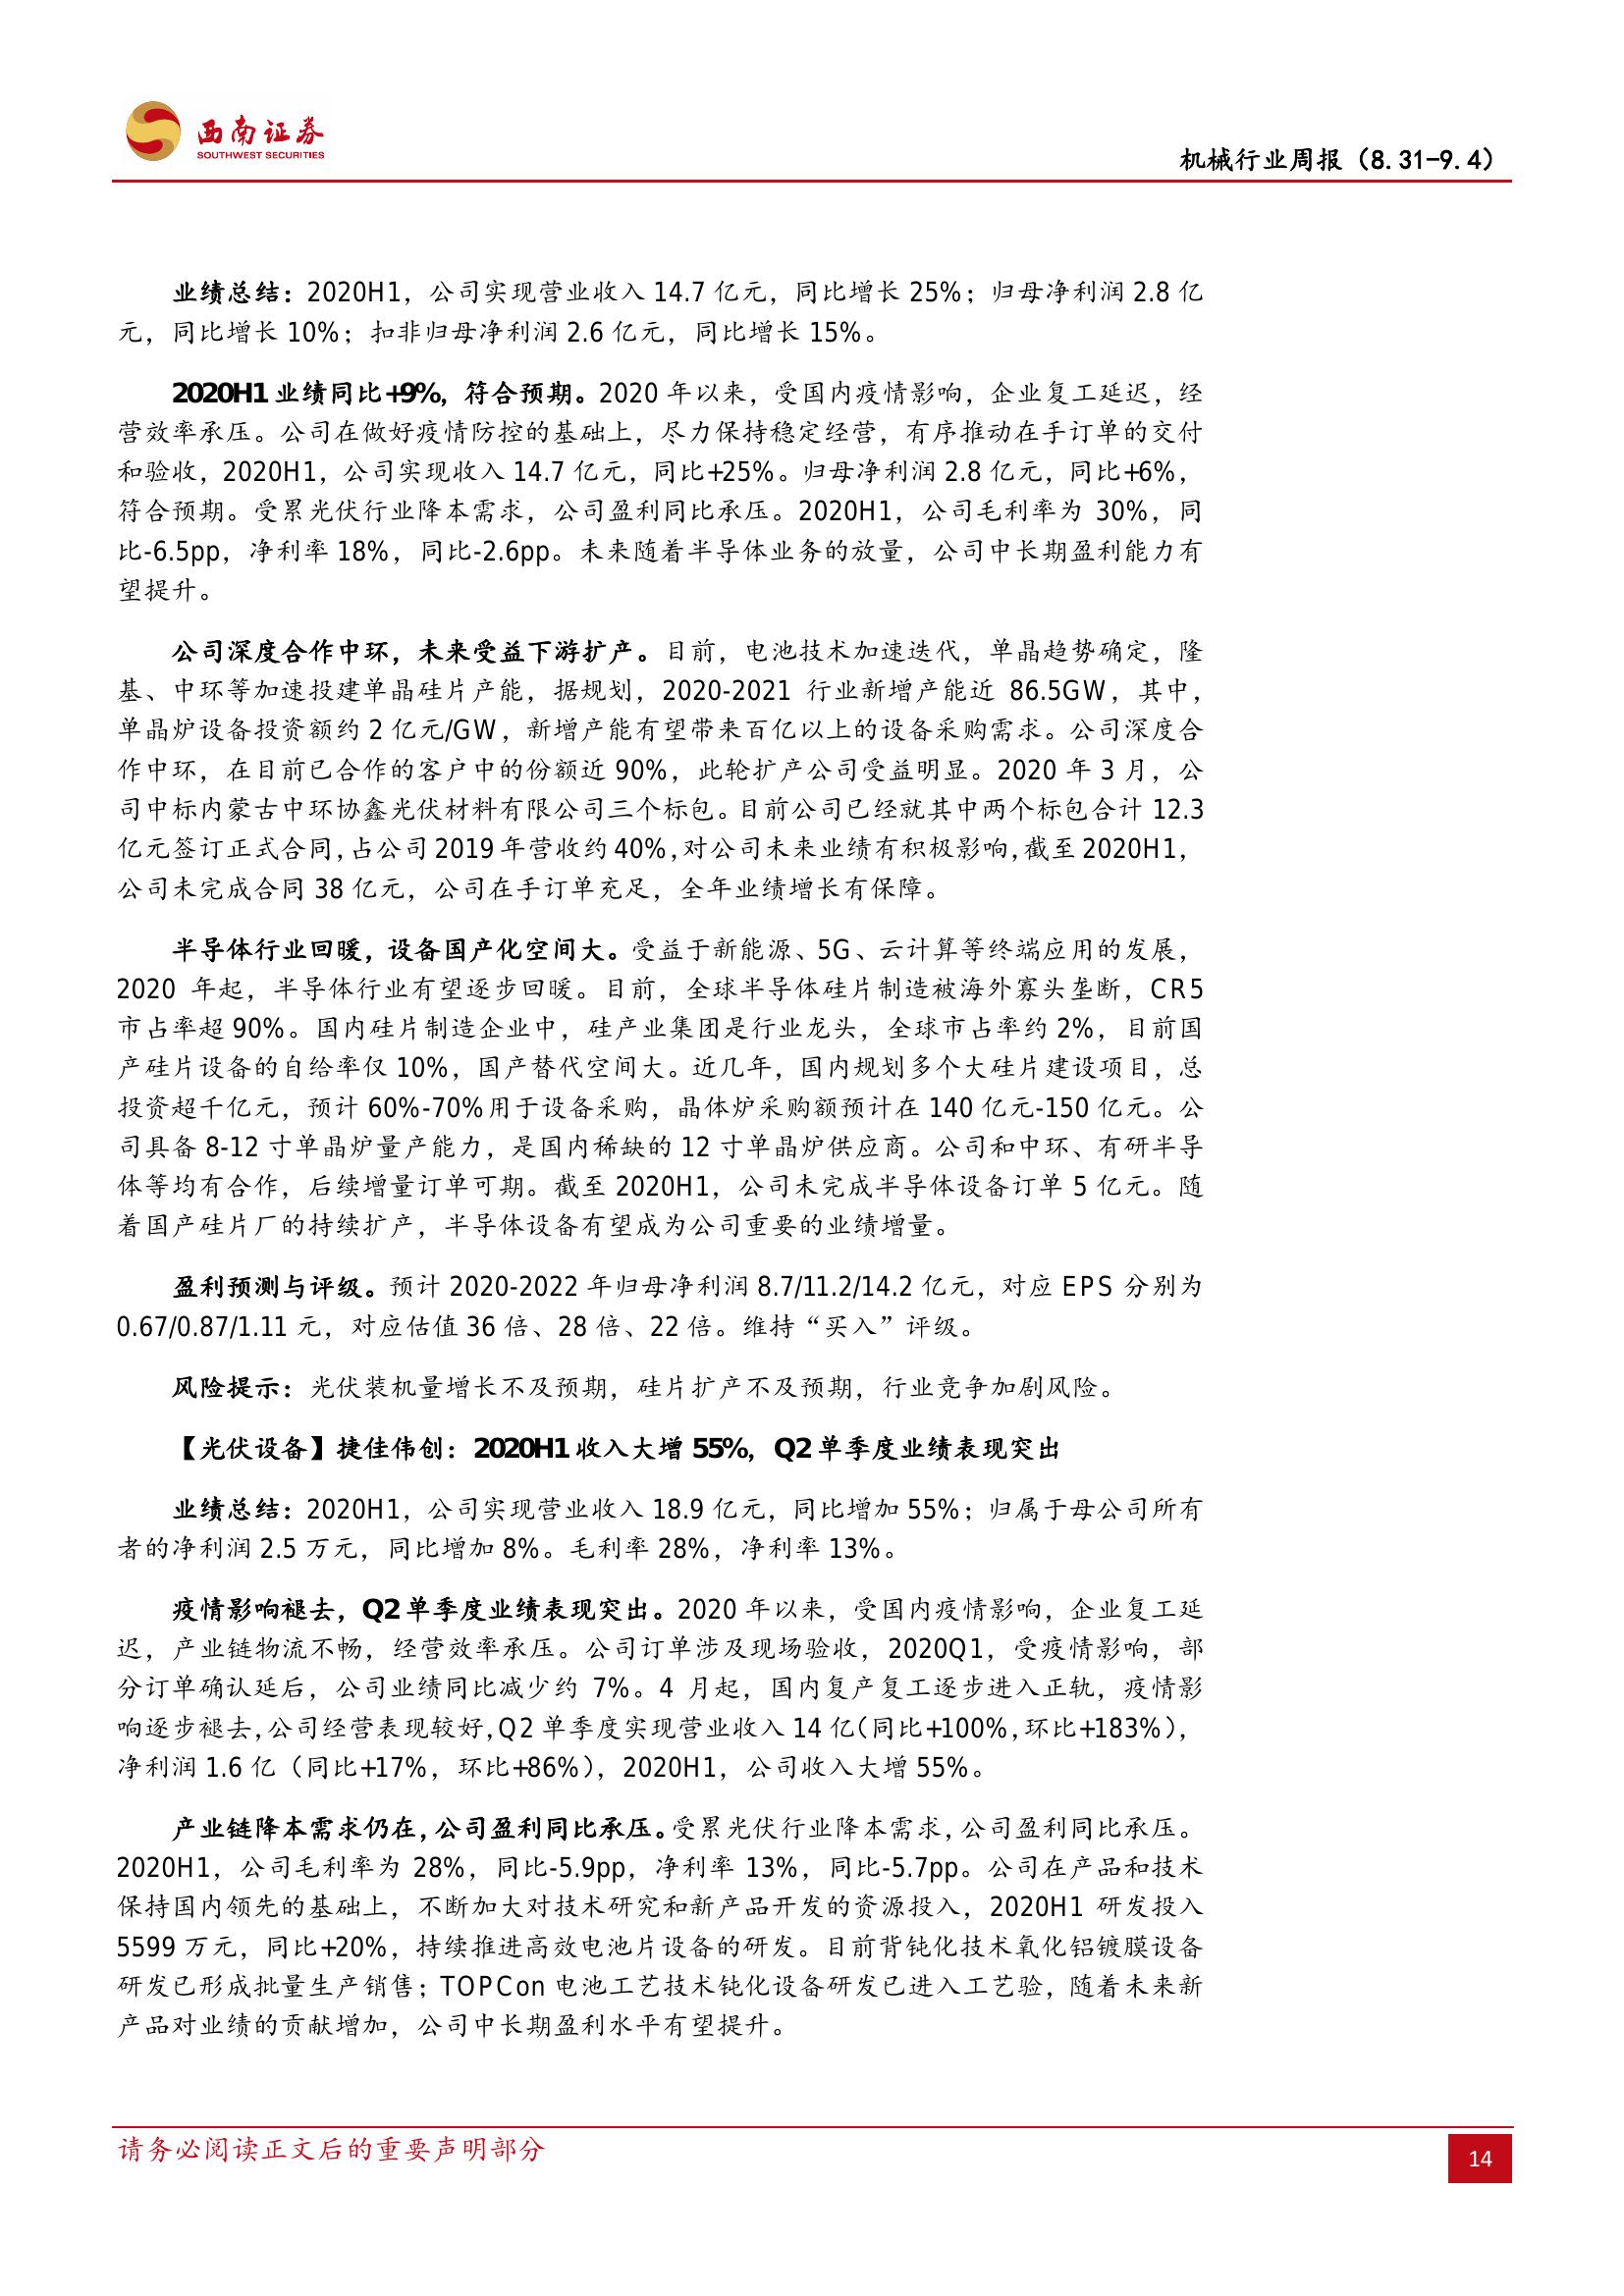 西南证券
SOUTHWEST SECURITIES
机械行业周报（8.31-9.4）
业绩总结：2020H1，公司实现营业收入 14.7 亿元，同比增长 25%；归母净利润 2.8 亿
元，同比增长 10%；扣非归母净利润 2.6 亿元，同比增长 15%。
2020H1 业绩同比+9%，符合预期。2020 年以来，受国内疫情影响，企业复工延迟，经
营效率承压。公司在做好疫情防控的基础上，尽力保持稳定经营，有序推动在手订单的交付
和验收，2020H1，公司实现收入 14.7 亿元，同比+25%。归母净利润 2.8 亿元，同比+6%，
符合预期。受累光伏行业降本需求，公司盈利同比承压。2020H1，公司毛利率为 30%，同
比-6.5pp，净利率 18%，同比-2.6pp。未来随着半导体业务的放量，公司中长期盈利能力有
望提升。
公司深度合作中环，未来受益下游扩产。目前，电池技术加速迭代，单晶趋势确定，隆
基、中环等加速投建单晶硅片产能，据规划，2020-2021 行业新增产能近 86.5GW，其中，
单晶炉设备投资额约 2 亿元/GW，新增产能有望带来百亿以上的设备采购需求。公司深度合
作中环，在目前已合作的客户中的份额近 90%，此轮扩产公司受益明显。2020 年 3 月，公
司中标内蒙古中环协鑫光伏材料有限公司三个标包。目前公司已经就其中两个标包合计 12.3
亿元签订正式合同，占公司 2019 年营收约 40%，对公司未来业绩有积极影响，截至 2020H1，
公司未完成合同 38 亿元，公司在手订单充足，全年业绩增长有保障。
半导体行业回暖，设备国产化空间大。受益于新能源、5G、云计算等终端应用的发展，
2020 年起，半导体行业有望逐步回暖。目前，全球半导体硅片制造被海外寡头垄断，CR5
市占率超 90%。国内硅片制造企业中，硅产业集团是行业龙头，全球市占率约 2%，目前国
产硅片设备的自给率仅 10%，国产替代空间大。近几年，国内规划多个大硅片建设项目，总
投资超千亿元，预计 60%-70%用于设备采购，晶体炉采购额预计在 140 亿元-150 亿元。公
司具备 8-12 寸单晶炉量产能力，是国内稀缺的 12 寸单晶炉供应商。公司和中环、有研半导
体等均有合作，后续增量订单可期。截至 2020H1，公司未完成半导体设备订单 5 亿元。随
着国产硅片厂的持续扩产，半导体设备有望成为公司重要的业绩增量。
盈利预测与评级。预计 2020-2022 年归母净利润 8.7/11.2/14.2 亿元，对应 EPS 分别为
0.67/0.87/1.11 元，对应估值 36 倍、28 倍、22 倍。维持“买入”评级。
风险提示：光伏装机量增长不及预期，硅片扩产不及预期，行业竞争加剧风险。
【光伏设备】捷佳伟创：2020H1 收入大增 55%，Q2 单季度业绩表现突出
业绩总结：2020H1，公司实现营业收入 18.9 亿元，同比增加 55%；归属于母公司所有
者的净利润 2.5 万元，同比增加 8%。毛利率 28%，净利率 13%。
疫情影响褪去，Q2 单季度业绩表现突出。2020 年以来，受国内疫情影响，企业复工延
迟，产业链物流不畅，经营效率承压。公司订单涉及现场验收，2020Q1，受疫情影响，部
分订单确认延后，公司业绩同比减少约 7%。4 月起，国内复产复工逐步进入正轨，疫情影
响逐步褪去，公司经营表现较好，Q2 单季度实现营业收入 14 亿（同比+100%，环比+183%），
净利润 1.6 亿（同比+17%，环比+86%），2020H1，公司收入大增 55%。
产业链降本需求仍在，公司盈利同比承压。受累光伏行业降本需求，公司盈利同比承压。
2020H1，公司毛利率为 28%，同比-5.9pp，净利率 13%，同比-5.7pp。公司在产品和技术
保持国内领先的基础上，不断加大对技术研究和新产品开发的资源投入，2020H1 研发投入
5599 万元，同比+20%，持续推进高效电池片设备的研发。目前背钝化技术氧化铝镀膜设备
研发已形成批量生产销售；TOPCon 电池工艺技术钝化设备研发已进入工艺验，随着未来新
产品对业绩的贡献增加，公司中长期盈利水平有望提升。
请务必阅读正文后的重要声明部分
14